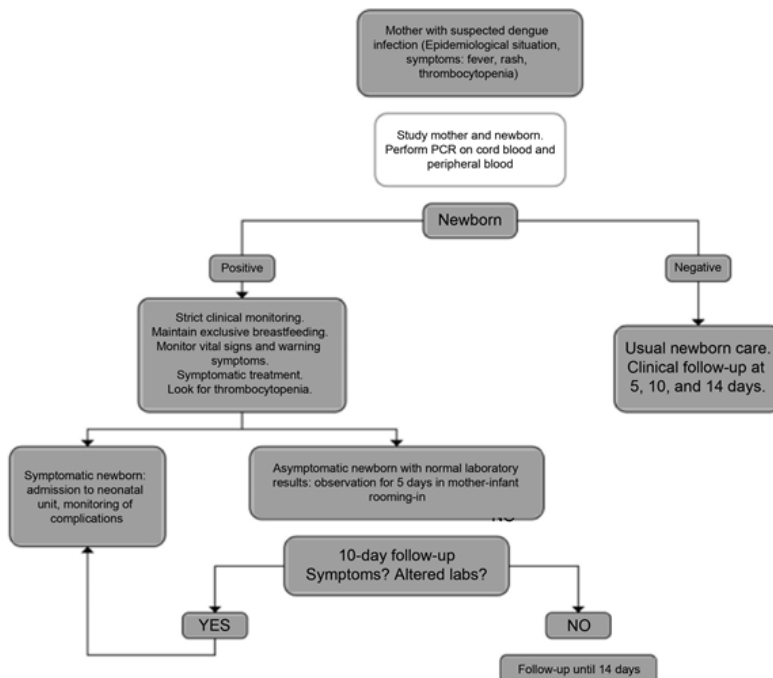 Mother with suspected dengue
infection (Epidemiological situation,
symptoms: fever, rash,
thrombocytopenia)
Study mother and newborn.
Perform PCR on cord blood and
peripheral blood
Newborn
Positive
Negative
Strict clinical monitoring.
Maintain exclusive breastfeeding.
Monitor vital signs and warning
symptoms.
Symptomatic treatment.
Look for thrombocytopenia.
Usual newborn care.
Clinical follow-up at
5, 10, and 14 days.
Symptomatic newborn:
admission to neonatal
unit, monitoring of
complications
Asymptomatic newborn with normal laboratory
results: observation for 5 days in mother-infant
rooming-in
NO
10-day follow-up
Symptoms? Altered labs?
YES
NO
Follow-up until 14 days